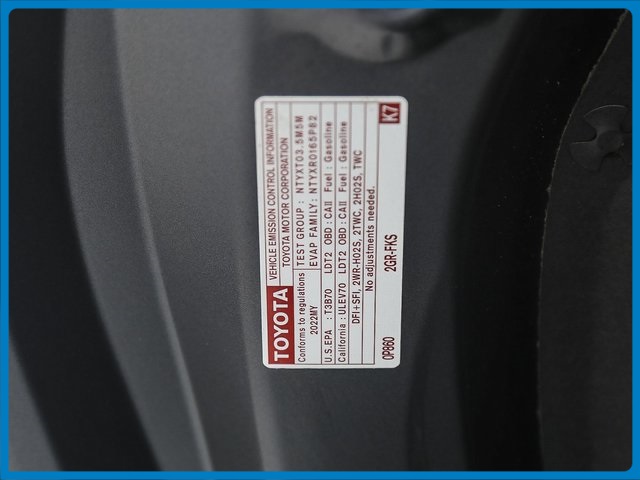 TOYOTA
VEHICLE EMISSION CONTROL INFORMATION
TOYOTA MOTOR CORPORATION
Conforms to regulations
2022MY
TEST GROUP : NTYXT03.5M5M
EVAP FAMILY: NTYXR0165P82
U.S.EPA : T3B70 LDT2 OBD : CAII Fuel : Gasoline
California : ULEV70 LDT2 OBD : CAII Fuel : Gasoline
DFI+SFI, 2WR-HO2S, 2TWC, 2HO2S, TWC
No adjustments needed.
0P860 2GR-FKS K7